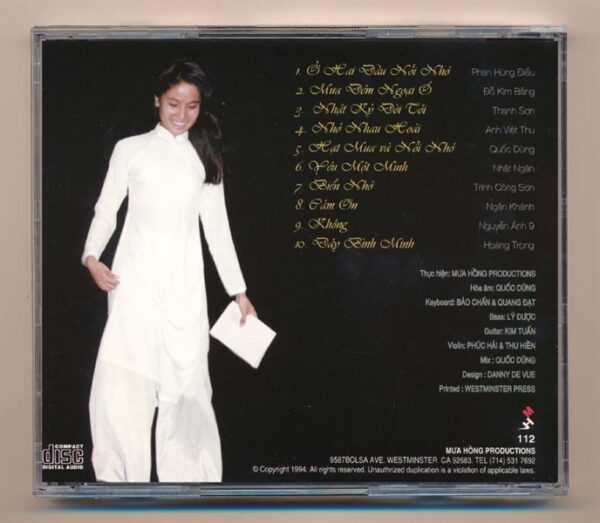 1. Ở Hai Đầu Nỗi Nhớ Phan Hùng Điểu
2. Mưa Đêm Ngoại Ô Đỗ Kim Bảng
3. Nhật Ký Đời Tôi Thanh Sơn
4. Nhớ Nhau Hoài Anh Việt Thu
5. Hạt Mưa và Nỗi Nhớ Quốc Dũng
6. Yêu Một Mình Nhật Ngân
7. Biển Nhớ Trịnh Công Sơn
8. Cám Ơn Ngân Khánh
9. Không Nguyễn Ánh 9
10. Dấy Bình Minh Hoàng Trọng
Thực hiện: MƯA HỒNG PRODUCTIONS
Hòa âm: QUỐC DŨNG
Keyboard: BẢO CHẤN & QUANG ĐẠT
Bass: LÝ ĐƯỢC
Guitar: KIM TUẤN
Violin: PHÚC HẢI & THU HIỀN
Mix : QUỐC DŨNG
Design : DANNY DE VUE
Printed : WESTMINSTER PRESS
112
MƯA HỒNG PRODUCTIONS
9587BOLSA AVE. WESTMINSTER CA 92683. TEL (714) 531 7692
© Copyright 1994. All rights reserved. Unauthrized duplication is a violation of applicable laws.
COMPACT
disc
DIGITAL AUDIO